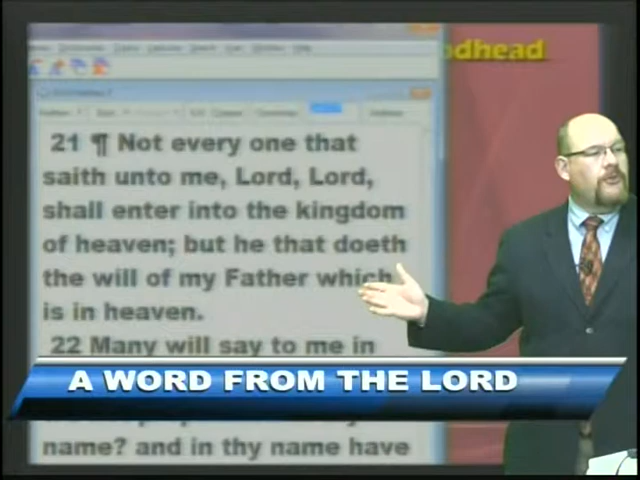 dhead
21 ¶ Not every one that
saith unto me, Lord, Lord,
shall enter into the kingdom
of heaven; but he that doeth
the will of my Father which
is in heaven.
22 Many will say to me in
A WORD FROM THE LORD
name? and in thy name have